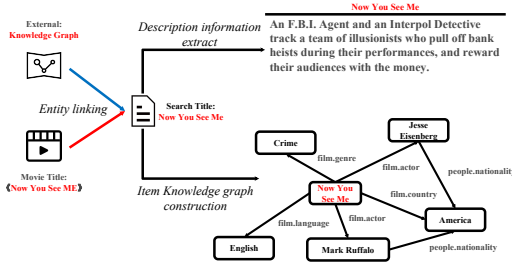 External:
Knowledge Graph
Entity linking
Movie Title:
《Now You See ME》
Search Title:
Now You See Me
Description information
extract
Now You See Me
An F.B.I. Agent and an Interpol Detective
track a team of illusionists who pull off bank
heists during their performances, and reward
their audiences with the money.
Item Knowledge graph
construction
Crime
Jesse
Eisenberg
film.genre
film.actor
people.nationality
Now You
See Me
film.country
film.language
film.actor
America
English
Mark Ruffalo
people.nationality